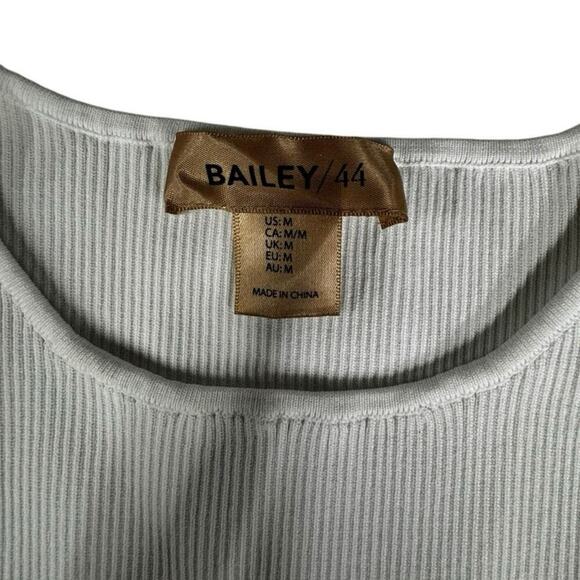 BAILEY/44
US: M
CA: M/M
UK: M
EU: M
AU: M
MADE IN CHINA